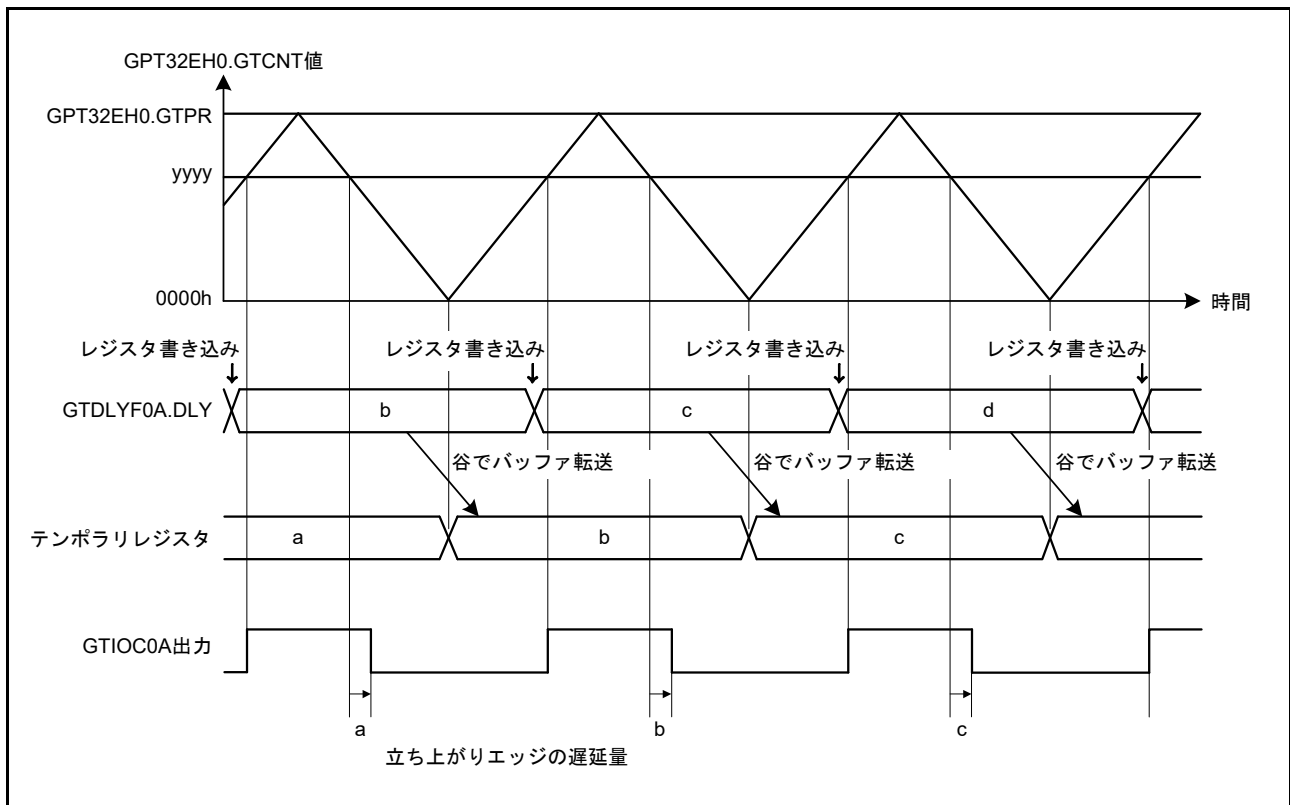 GPT32EH0.GTCNT値
GPT32EH0.GTPR
yyyy
0000h
時間
レジスタ書き込み レジスタ書き込み レジスタ書き込み レジスタ書き込み
GTDLYF0A.DLY b c d
谷でバッファ転送 谷でバッファ転送 谷でバッファ転送
テンポラリレジスタ a b c
GTIOC0A出力
a b c
立ち上がりエッジの遅延量